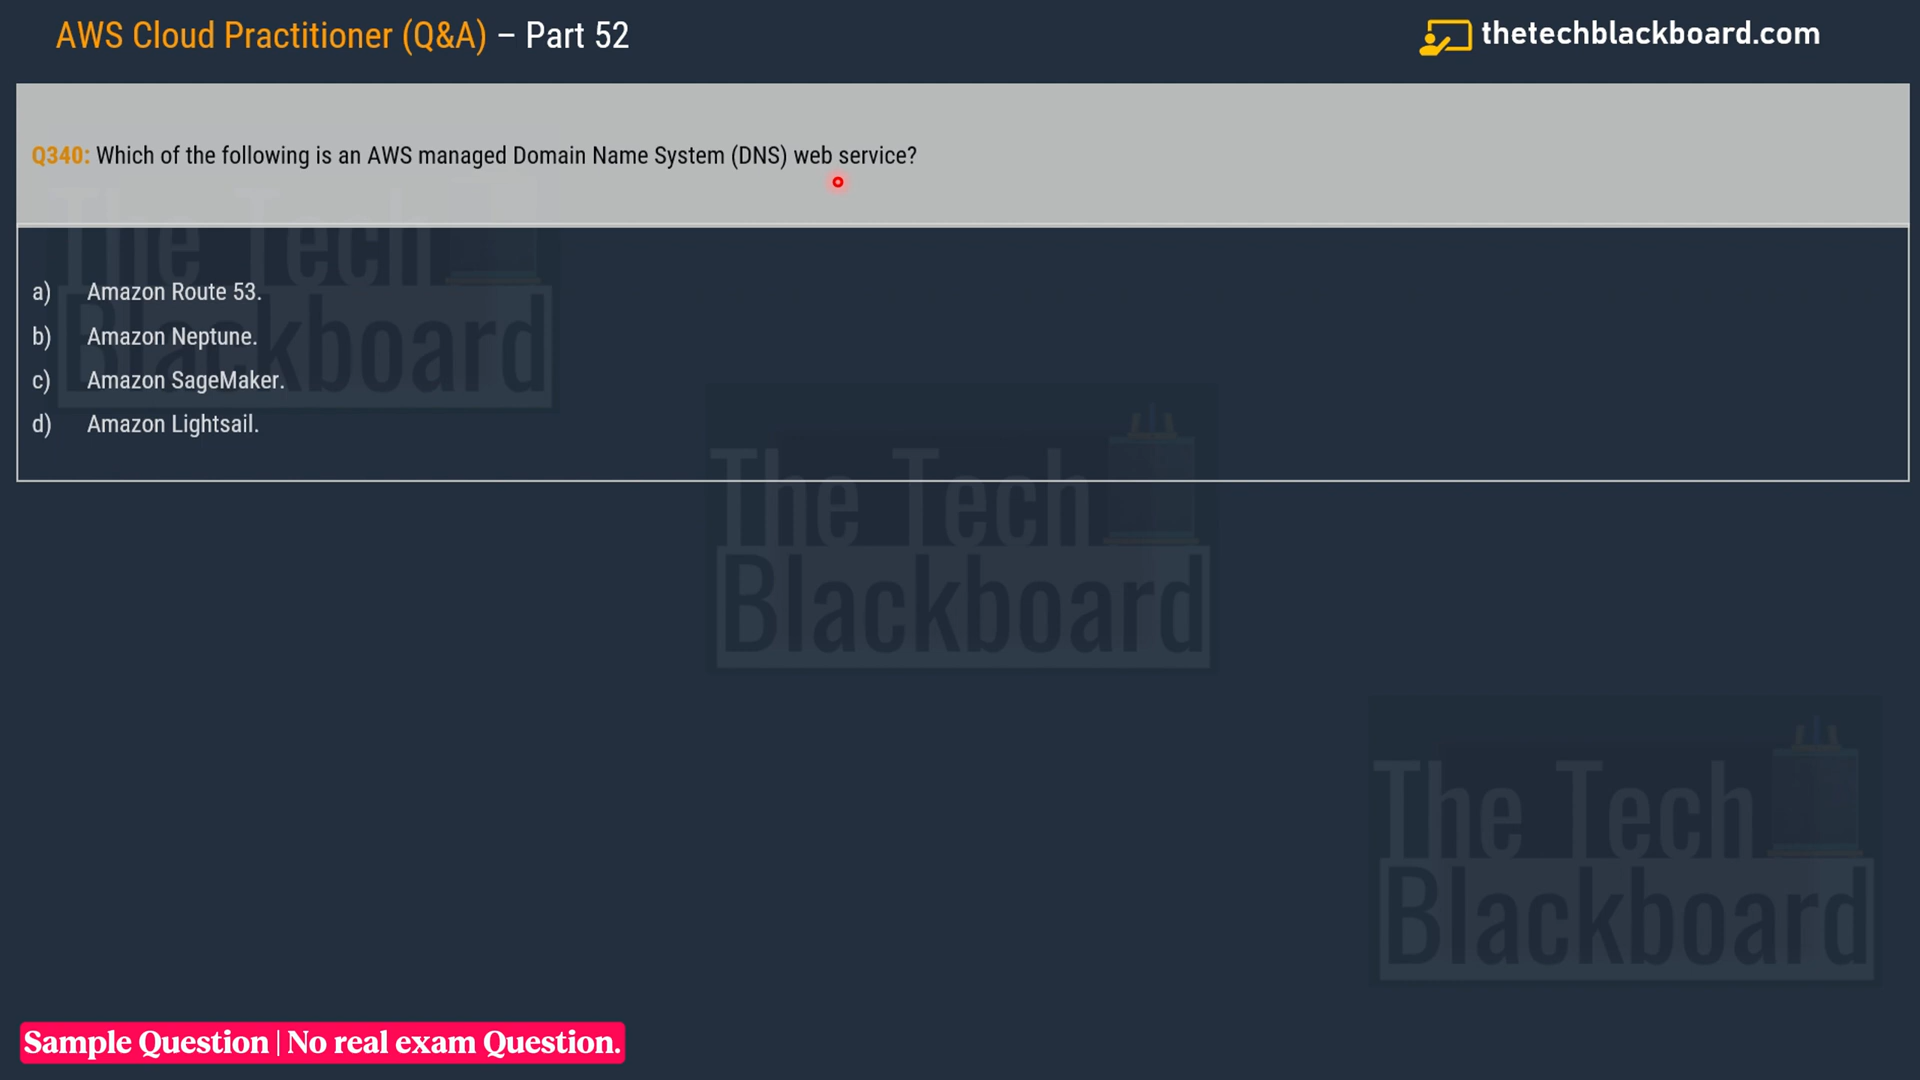 AWS Cloud Practitioner (Q&A) – Part 52
thetechblackboard.com
Q340: Which of the following is an AWS managed Domain Name System (DNS) web service?
a) Amazon Route 53.
b) Amazon Neptune.
c) Amazon SageMaker.
d) Amazon Lightsail.
The Tech
Blackboard
The Tech
Blackboard
The Tech
Blackboard
Sample Question | No real exam Question.